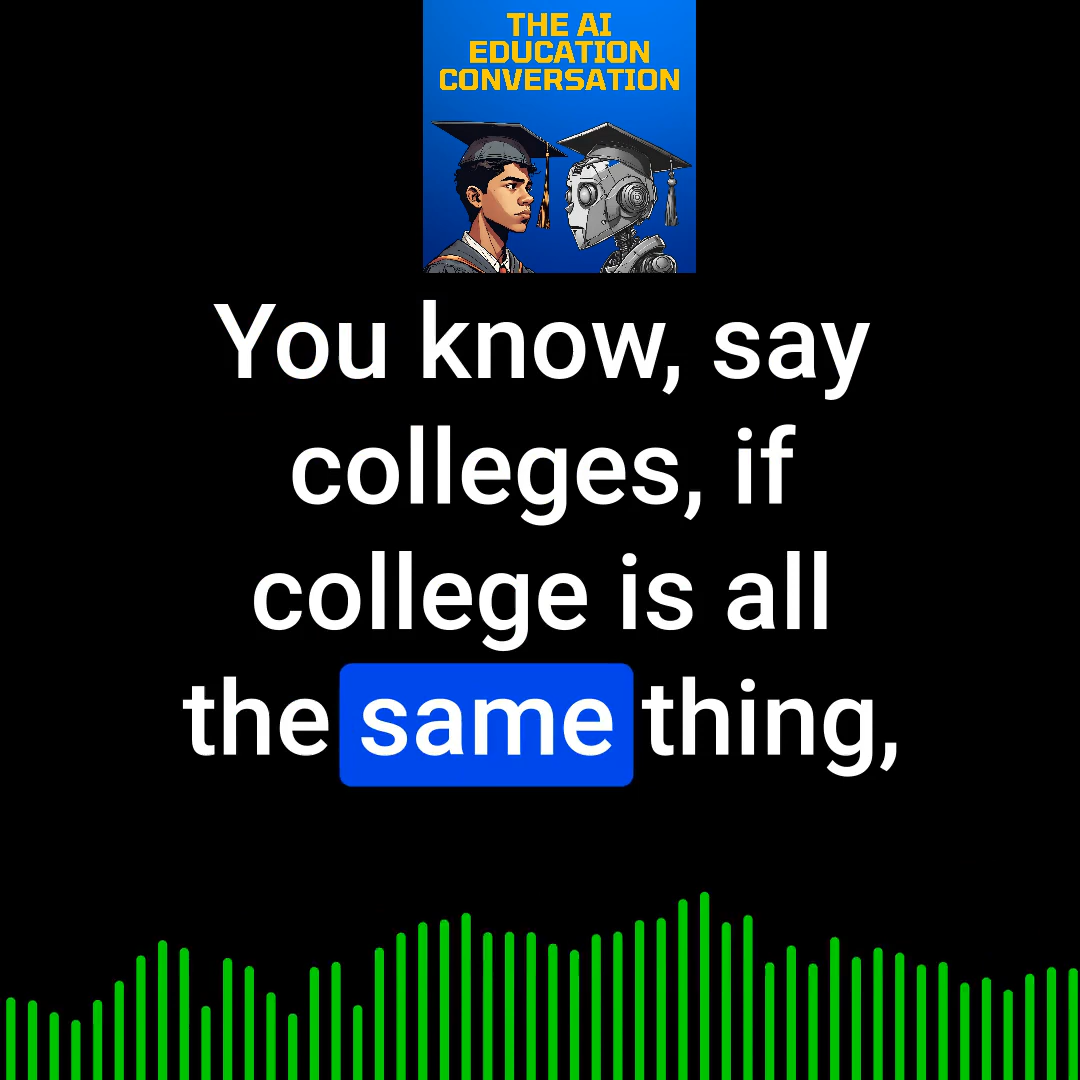 THE AI
EDUCATION
CONVERSATION
You know, say
colleges, if
college is all
the same thing,